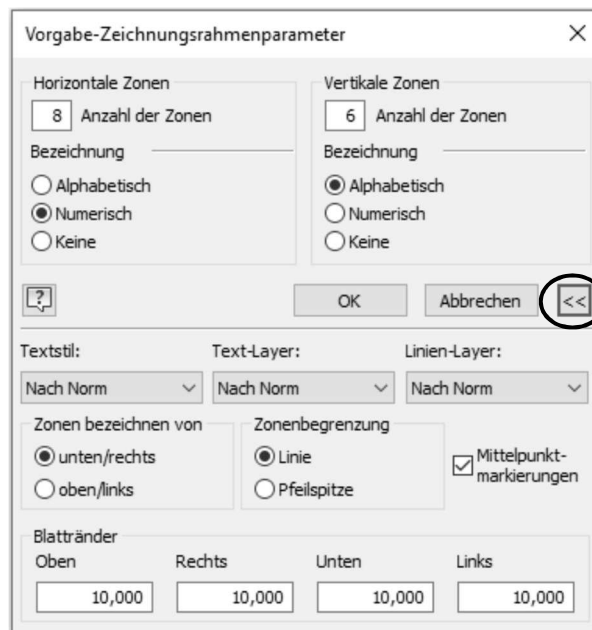 Vorgabe-Zeichnungsrahmenparameter
Horizontale Zonen
8 Anzahl der Zonen
Bezeichnung
Alphabetisch
Numerisch
Keine
Vertikale Zonen
6 Anzahl der Zonen
Bezeichnung
Alphabetisch
Numerisch
Keine
?
OK Abbrechen <<
Textstil: Text-Layer: Linien-Layer:
Nach Norm Nach Norm Nach Norm
Zonen bezeichnen von
unten/rechts
oben/links
Zonenbegrenzung
Linie
Pfeilspitze
Mittelpunkt-
markierungen
Blattränder
Oben Rechts Unten Links
10,000 10,000 10,000 10,000